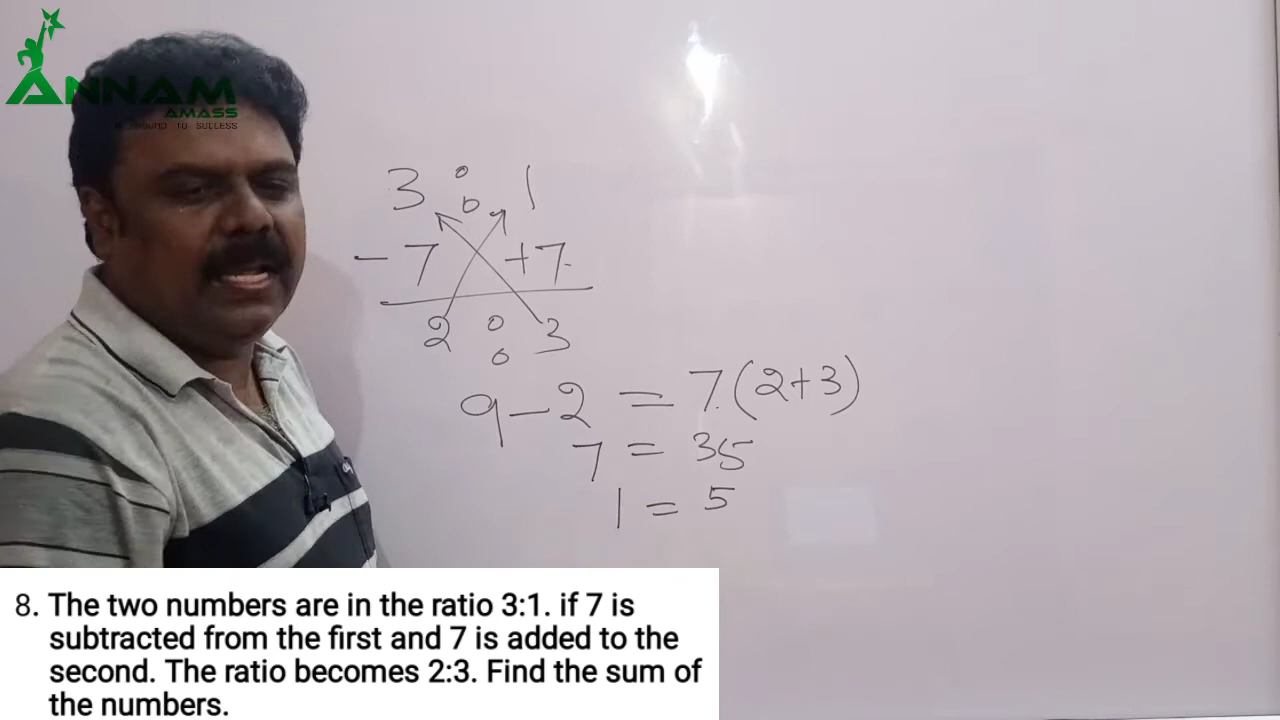 ANNAM
AMASS
3 : 1
- 7 +7
2 : 3
9 - 2 = 7(2+3)
7 = 35
1 = 5
8. The two numbers are in the ratio 3:1. if 7 is
subtracted from the first and 7 is added to the
second. The ratio becomes 2:3. Find the sum of
the numbers.